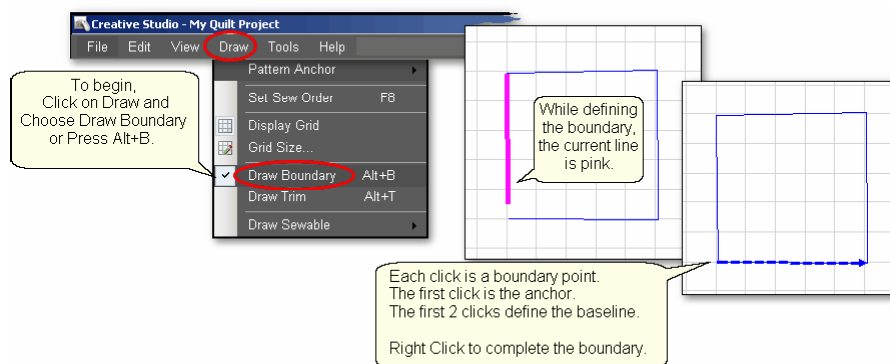 Creative Studio - My Quilt Project
File Edit View Draw Tools Help
Pattern Anchor
Set Sew Order F8
Display Grid
Grid Size...
Draw Boundary Alt+B
Draw Trim Alt+T
Draw Sewable
To begin,
Click on Draw and
Choose Draw Boundary
or Press Alt+B.
While defining
the boundary,
the current line
is pink.
Each click is a boundary point.
The first click is the anchor.
The first 2 clicks define the baseline.
Right Click to complete the boundary.